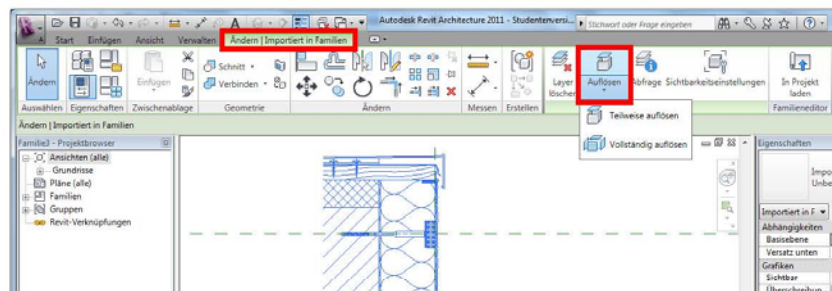 Autodesk Revit Architecture 2011 - Studentenversi...
Stichwort oder Frage eingeben
Start Einfügen Ansicht Verwalten Ändern | Importiert in Familien
Ändern
Einfügen
Schnitt
Verbinden
Layer löschen
Auflösen
Abfrage
Sichtbarkeitseinstellungen
In Projekt laden
Auswählen Eigenschaften Zwischenablage Geometrie Ändern Messen Erstellen Familieneditor
Teilweise auflösen
Vollständig auflösen
Ändern | Importiert in Familien
Familie3 - Projektbrowser
Ansichten (alle)
Grundrisse
Pläne (alle)
Familien
Gruppen
Revit-Verknüpfungen
Eigenschaften
Impo
Unbe
Importiert in F
Abhängigkeiten
Basisebene
Versatz unten
Grafiken
Sichtbar
Überschreibun